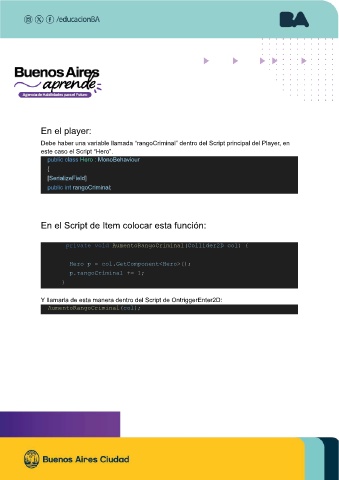 /educacionBA
BA
Buenos Aires
aprende
Agencia de Habilidades para el Futuro
En el player:
Debe haber una variable llamada “rangoCriminal” dentro del Script principal del Player, en
este caso el Script “Hero”.
public class Hero : MonoBehaviour
{
[SerializeField]
public int rangoCriminal;
En el Script de Item colocar esta función:
private void AumentoRangoCriminal(Collider2D col) {
Hero p = col.GetComponent<Hero>();
p.rangoCriminal += 1;
}
Y llamarla de esta manera dentro del Script de OntriggerEnter2D:
AumentoRangoCriminal(col);
Buenos Aires Ciudad